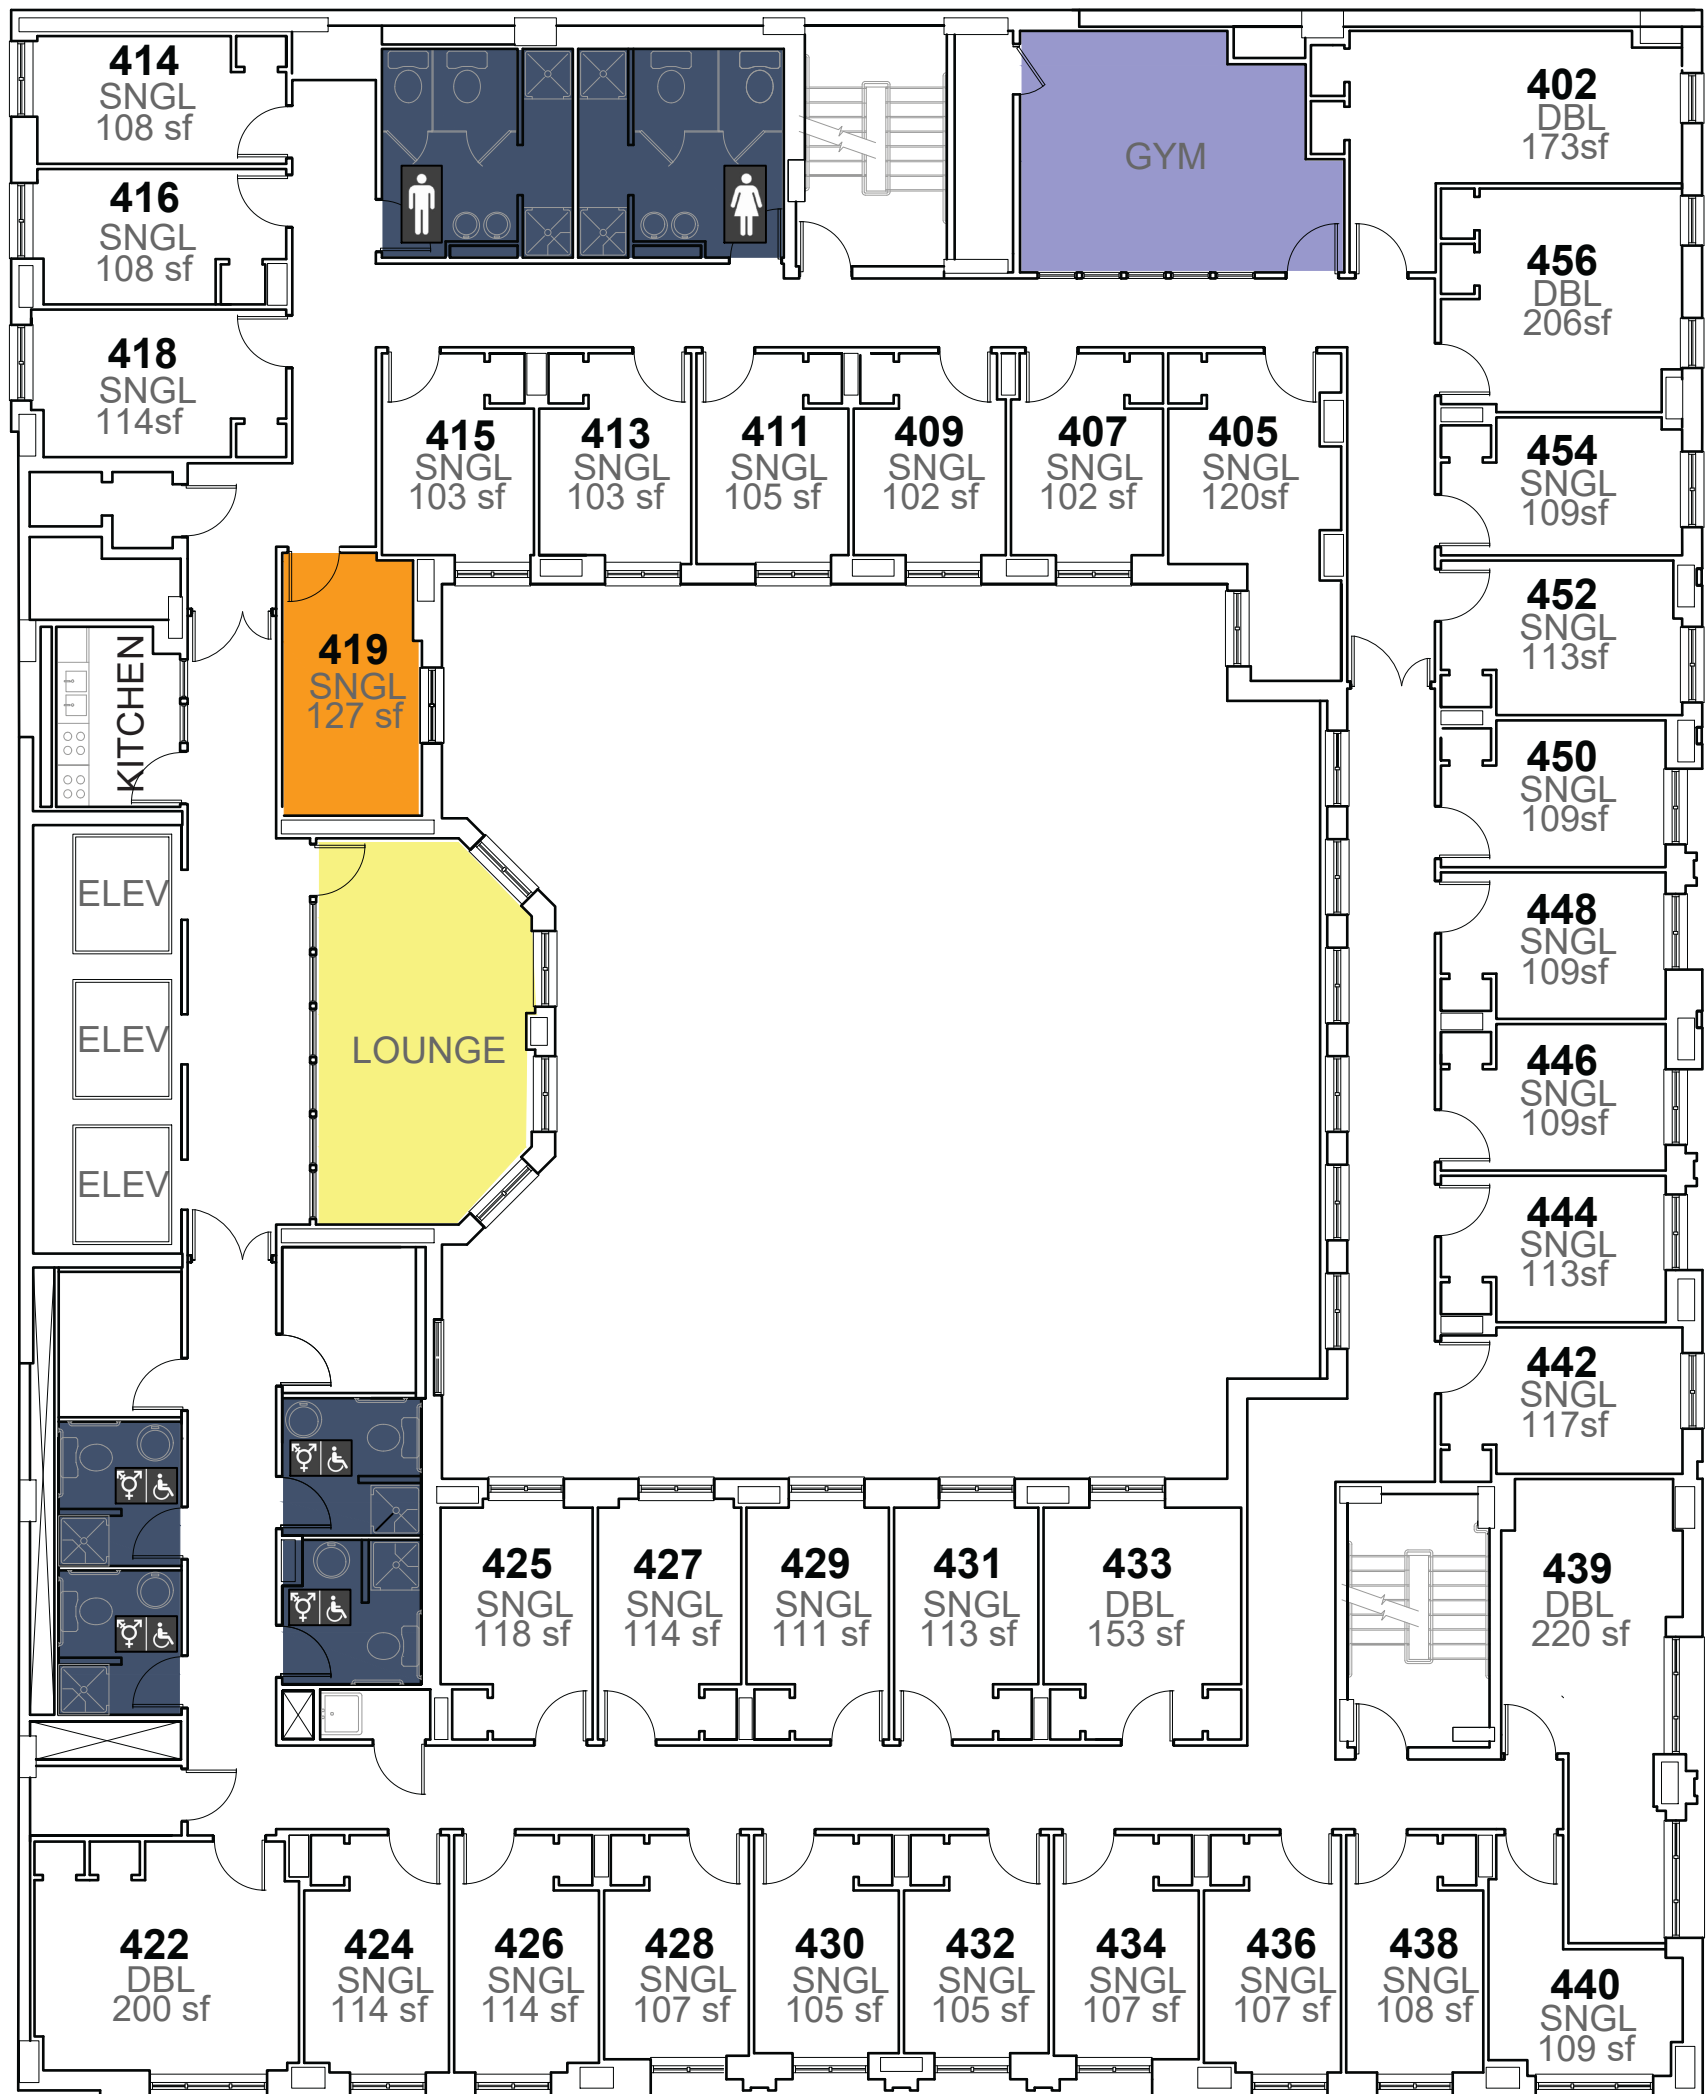 414
SNGL
108 sf
416
SNGL
108 sf
418
SNGL
114sf
GYM
402
DBL
173sf
456
DBL
206sf
415
SNGL
103 sf
413
SNGL
103 sf
411
SNGL
105 sf
409
SNGL
102 sf
407
SNGL
102 sf
405
SNGL
120sf
454
SNGL
109sf
452
SNGL
113sf
419
SNGL
127 sf
KITCHEN
450
SNGL
109sf
ELEV
448
SNGL
109sf
ELEV
LOUNGE
446
SNGL
109sf
ELEV
444
SNGL
113sf
442
SNGL
117sf
425
SNGL
118 sf
427
SNGL
114 sf
429
SNGL
111 sf
431
SNGL
113 sf
433
DBL
153 sf
439
DBL
220 sf
422
DBL
200 sf
424
SNGL
114 sf
426
SNGL
114 sf
428
SNGL
107 sf
430
SNGL
105 sf
432
SNGL
105 sf
434
SNGL
107 sf
436
SNGL
107 sf
438
SNGL
108 sf
440
SNGL
109 sf